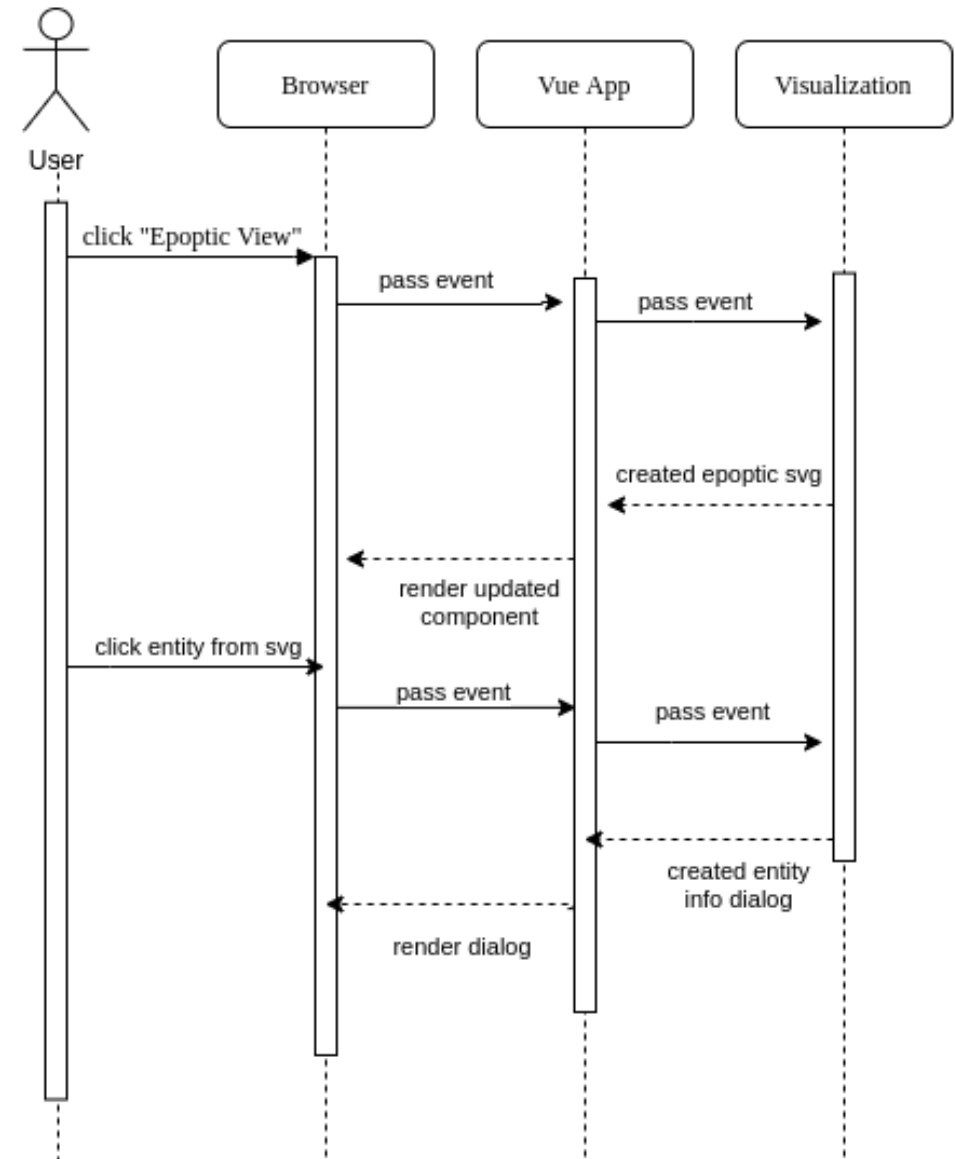 Browser
Vue App
Visualization
User
click "Epoptic View"
pass event
pass event
created epoptic svg
render updated
component
click entity from svg
pass event
pass event
created entity
info dialog
render dialog